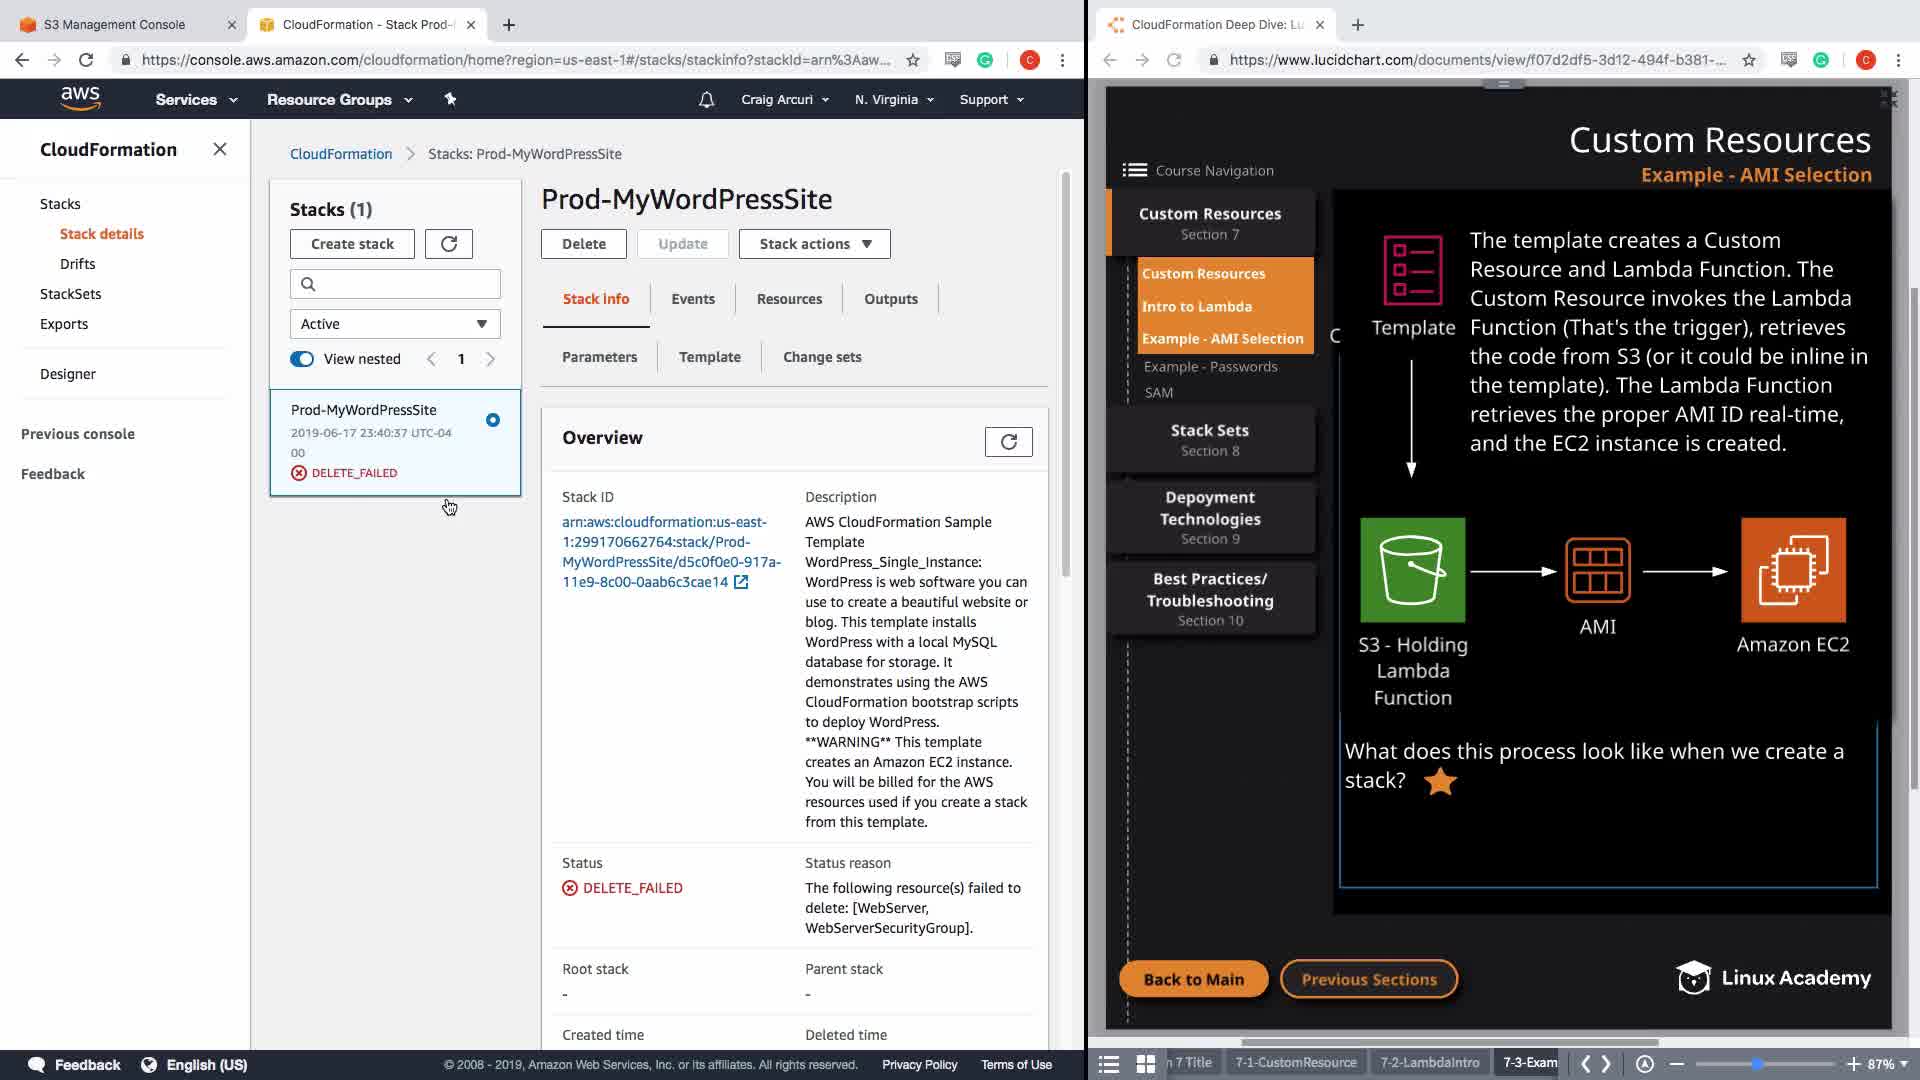 S3 Management Console
CloudFormation - Stack Prod-
CloudFormation Deep Dive: Lu
https://console.aws.amazon.com/cloudformation/home?region=us-east-1#/stacks/stackinfo?stackId=arn%3Aaw...
C
https://www.lucidchart.com/documents/view/f07d2df5-3d12-494f-b381-...
C
aws
Services
Resource Groups
Craig Arcuri
N. Virginia
Support
CloudFormation
Stacks
Stack details
Drifts
StackSets
Exports
Designer
Previous console
Feedback
CloudFormation
Stacks: Prod-MyWordPressSite
Stacks (1)
Create stack
Active
View nested
1
Prod-MyWordPressSite
2019-06-17 23:40:37 UTC-04
00
DELETE_FAILED
Prod-MyWordPressSite
Delete
Update
Stack actions
Stack info
Events
Resources
Outputs
Parameters
Template
Change sets
Overview
Stack ID
arn:aws:cloudformation:us-east-
1:299170662764:stack/Prod-
MyWordPressSite/d5c0f0e0-917a-
11e9-8c00-0aab6c3cae14
Description
AWS CloudFormation Sample
Template
WordPress_Single_Instance:
WordPress is web software you can
use to create a beautiful website or
blog. This template installs
WordPress with a local MySQL
database for storage. It
demonstrates using the AWS
CloudFormation bootstrap scripts
to deploy WordPress.
**WARNING** This template
creates an Amazon EC2 instance.
You will be billed for the AWS
resources used if you create a stack
from this template.
Status
DELETE_FAILED
Status reason
The following resource(s) failed to
delete: [WebServer,
WebServerSecurityGroup].
Root stack
-
Parent stack
-
Created time
Deleted time
Feedback
English (US)
© 2008 - 2019, Amazon Web Services, Inc. or its affiliates. All rights reserved.
Privacy Policy
Terms of Use
Custom Resources
Example - AMI Selection
Course Navigation
Custom Resources
Section 7
Custom Resources
Intro to Lambda
Example - AMI Selection
Example - Passwords
SAM
Stack Sets
Section 8
Depoyment
Technologies
Section 9
Best Practices/
Troubleshooting
Section 10
C
Template
The template creates a Custom
Resource and Lambda Function. The
Custom Resource invokes the Lambda
Function (That's the trigger), retrieves
the code from S3 (or it could be inline in
the template). The Lambda Function
retrieves the proper AMI ID real-time,
and the EC2 instance is created.
S3 - Holding
Lambda
Function
AMI
Amazon EC2
What does this process look like when we create a
stack?
Back to Main
Previous Sections
Linux Academy
n 7 Title
7-1-CustomResource
7-2-LambdaIntro
7-3-Exam
87%